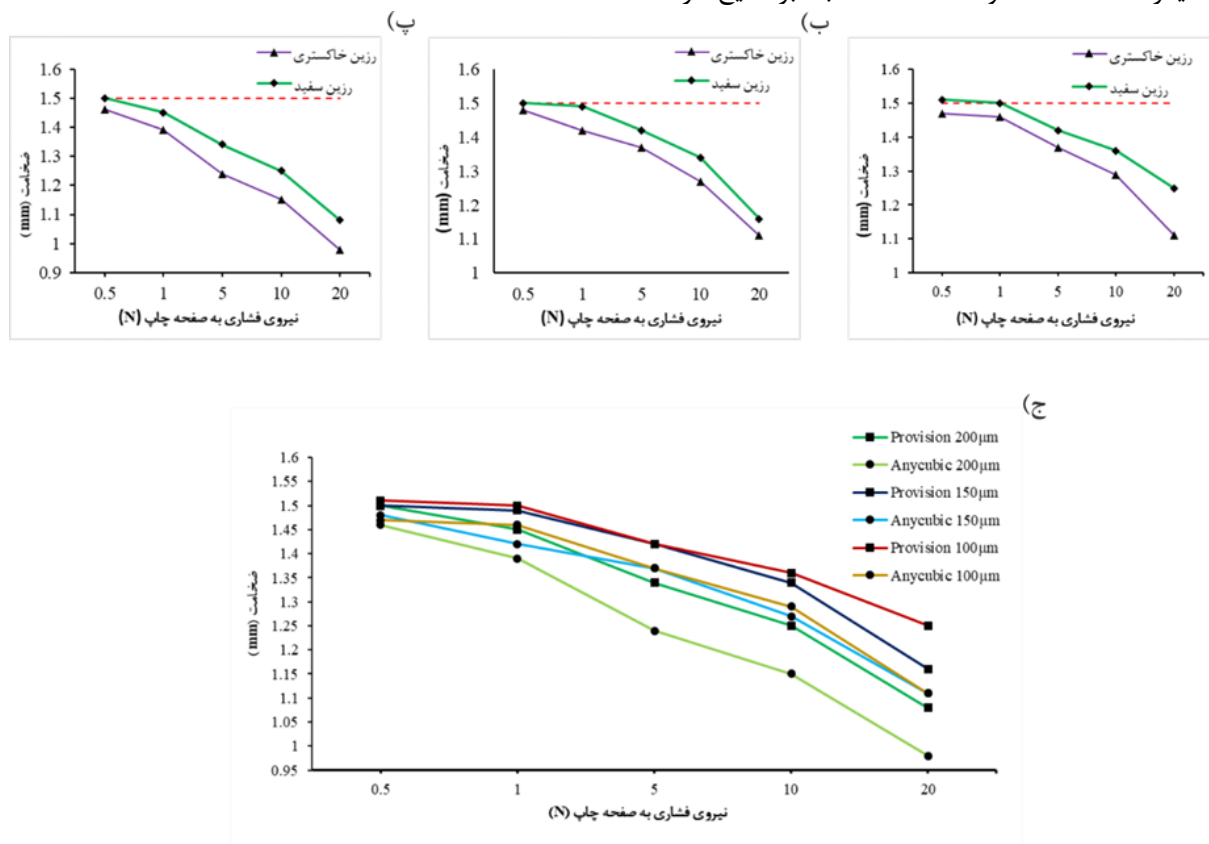 ب)
پ)
رزین خاکستری
رزین سفید
1.6
1.5
1.4
1.3
1.2
1.1
1
ضخامت (mm)
0.5 1 5 10 20
نیروی فشاری به صفحه چاپ (N)
رزین خاکستری
رزین سفید
1.6
1.5
1.4
1.3
1.2
1.1
1
ضخامت (mm)
0.5 1 5 10 20
نیروی فشاری به صفحه چاپ (N)
رزین خاکستری
رزین سفید
1.6
1.5
1.4
1.3
1.2
1.1
1
0.9
ضخامت (mm)
0.5 1 5 10 20
نیروی فشاری به صفحه چاپ (N)
ج)
Provision 200µm
Anycubic 200µm
Provision 150µm
Anycubic 150µm
Provision 100µm
Anycubic 100µm
1.6
1.55
1.5
1.45
1.4
1.35
1.3
1.25
1.2
1.15
1.1
1.05
1
0.95
ضخامت (mm)
0.5 1 5 10 20
نیروی فشاری به صفحه چاپ (N)